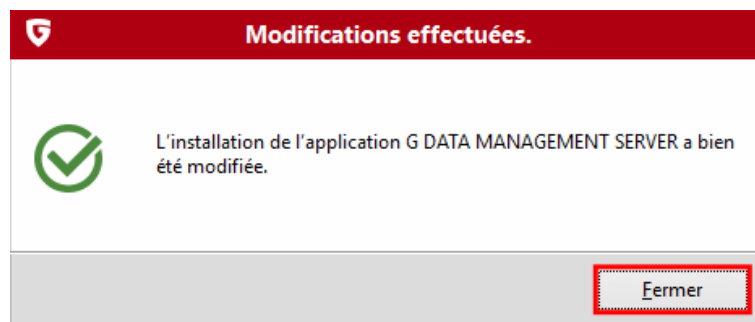 Modifications effectuées.
L'installation de l'application G DATA MANAGEMENT SERVER a bien
été modifiée.
Fermer